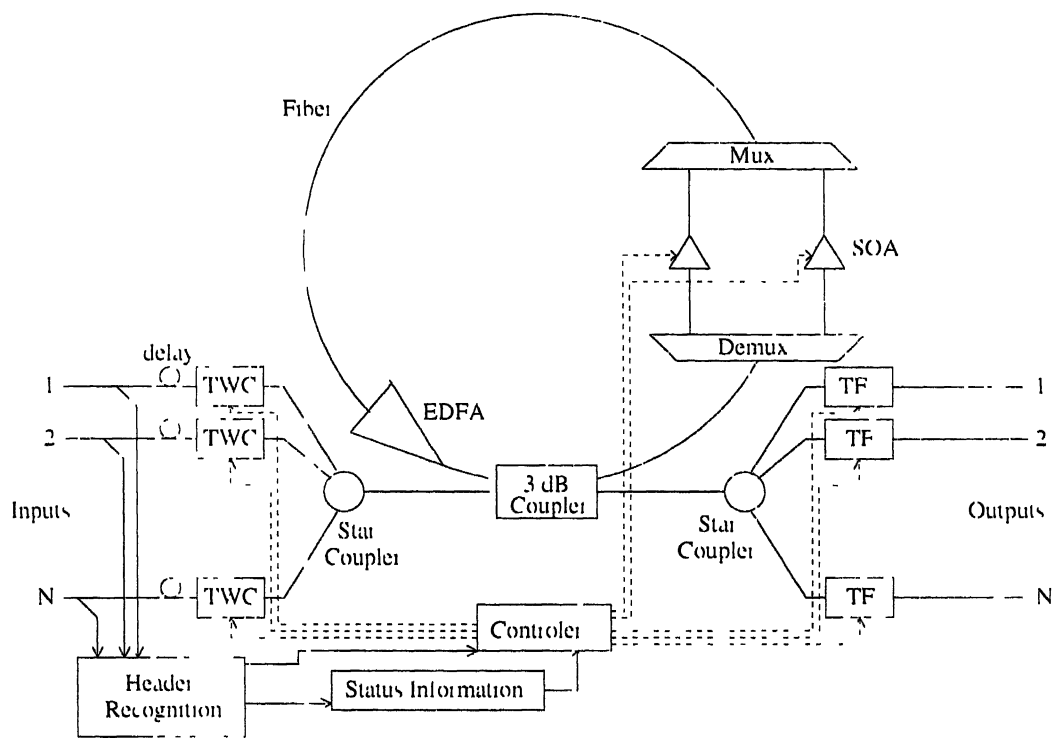 Fiber
Mux
SOA
Demux
delay
1
TWC
EDFA
TF
1
2
TWC
TF
2
3 dB
Coupler
Inputs
Star
Coupler
Star
Coupler
Outputs
N
TWC
TF
N
Controler
Header
Recognition
Status Information